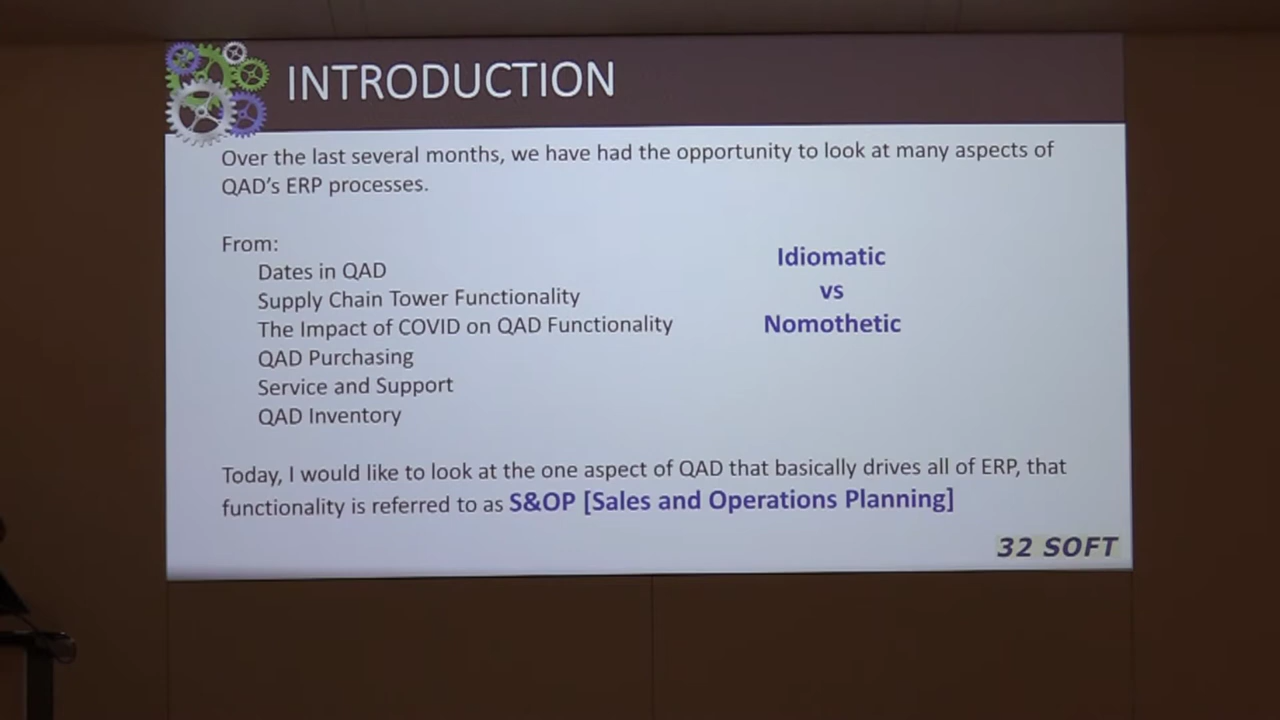 INTRODUCTION
Over the last several months, we have had the opportunity to look at many aspects of
QAD's ERP processes.
From:
Dates in QAD
Supply Chain Tower Functionality
The Impact of COVID on QAD Functionality
QAD Purchasing
Service and Support
QAD Inventory
Idiomatic
vs
Nomothetic
Today, I would like to look at the one aspect of QAD that basically drives all of ERP, that
functionality is referred to as S&OP [Sales and Operations Planning]
32 SOFT